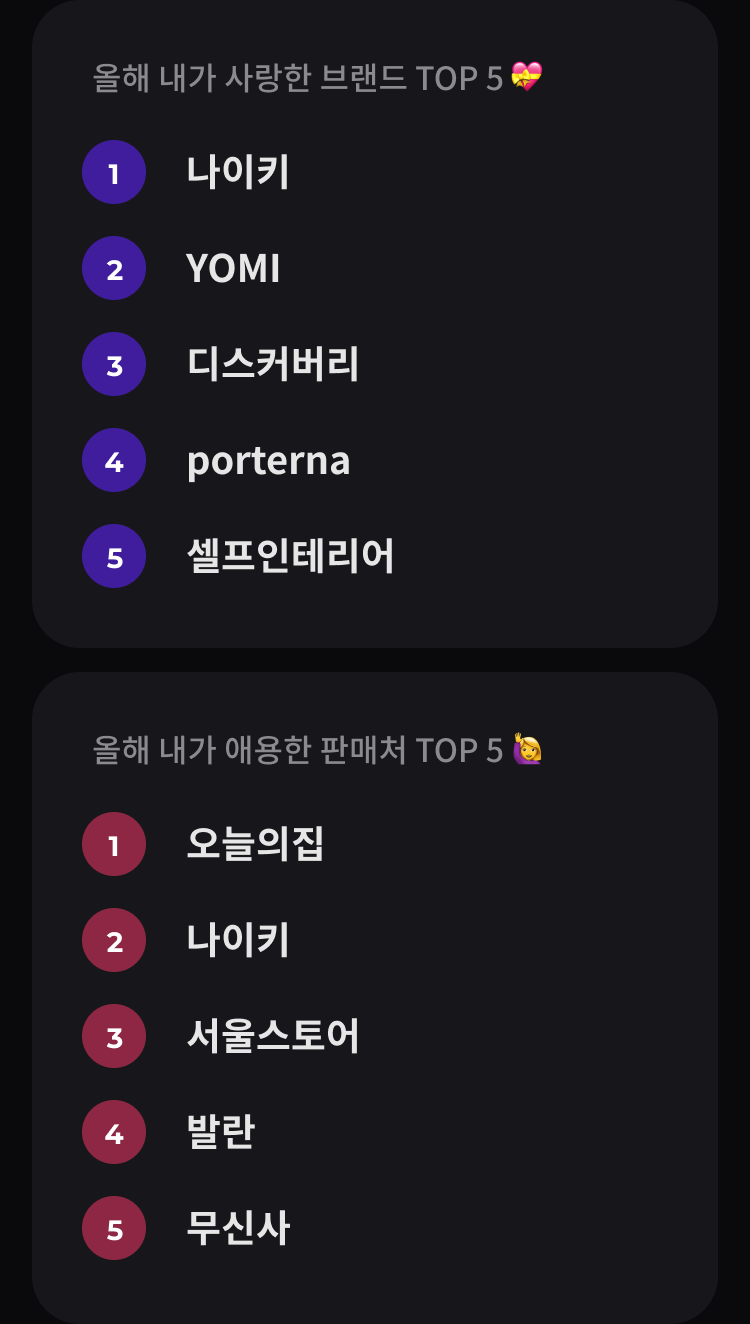 올해 내가 사랑한 브랜드 TOP 5 💝
1 나이키
2 YOMI
3 디스커버리
4 porterna
5 셀프인테리어
올해 내가 애용한 판매처 TOP 5 🙋‍♀️
1 오늘의집
2 나이키
3 서울스토어
4 발란
5 무신사